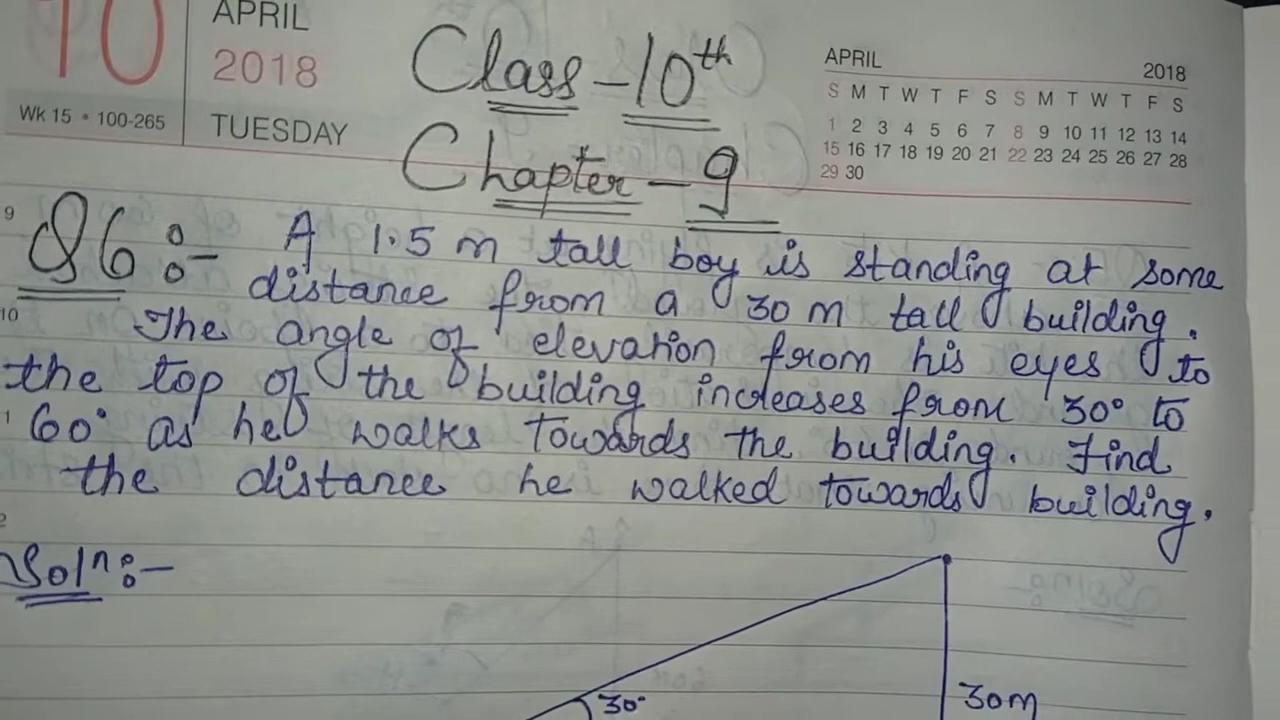 10
APRIL
2018
Wk 15 • 100-265
TUESDAY
Class - 10th
Chapter - 9
APRIL 2018
S M T W T F S S M T W T F S
1 2 3 4 5 6 7 8 9 10 11 12 13 14
15 16 17 18 19 20 21 22 23 24 25 26 27 28
29 30
9
Q6:- A 1.5 m tall boy is standing at some
distance from a 30 m tall building.
10
The angle of elevation from his eyes to
the top of the building increases from 30° to
1
60° as he walks towards the building. Find
the distance he walked towards building.
2
Soln:-
30°
30m